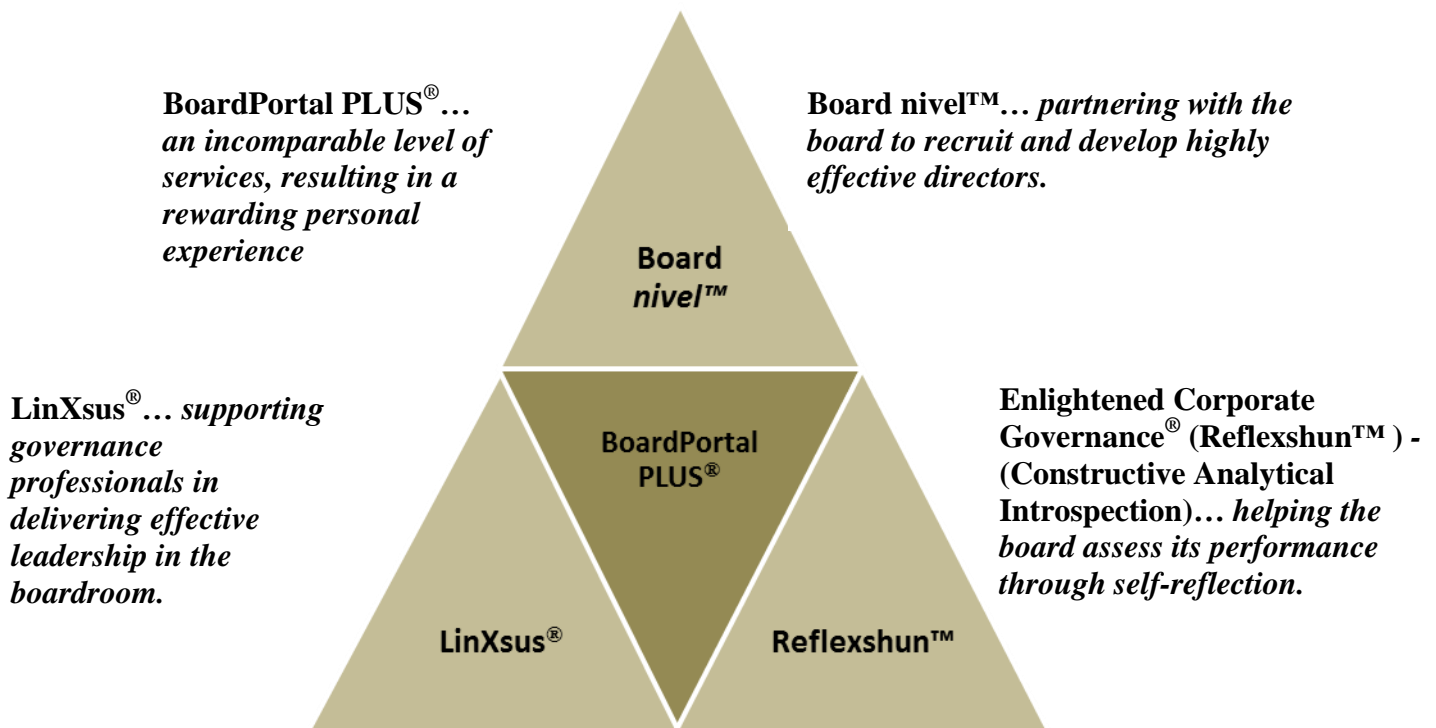 BoardPortal PLUS®…
an incomparable level of
services, resulting in a
rewarding personal
experience
Board nivel™… partnering with the
board to recruit and develop highly
effective directors.
Board
nivel™
LinXsus®… supporting
governance
professionals in
delivering effective
leadership in the
boardroom.
BoardPortal
PLUS®
Enlightened Corporate
Governance® (Reflexshun™ ) -
(Constructive Analytical
Introspection)… helping the
board assess its performance
through self-reflection.
LinXsus®
Reflexshun™